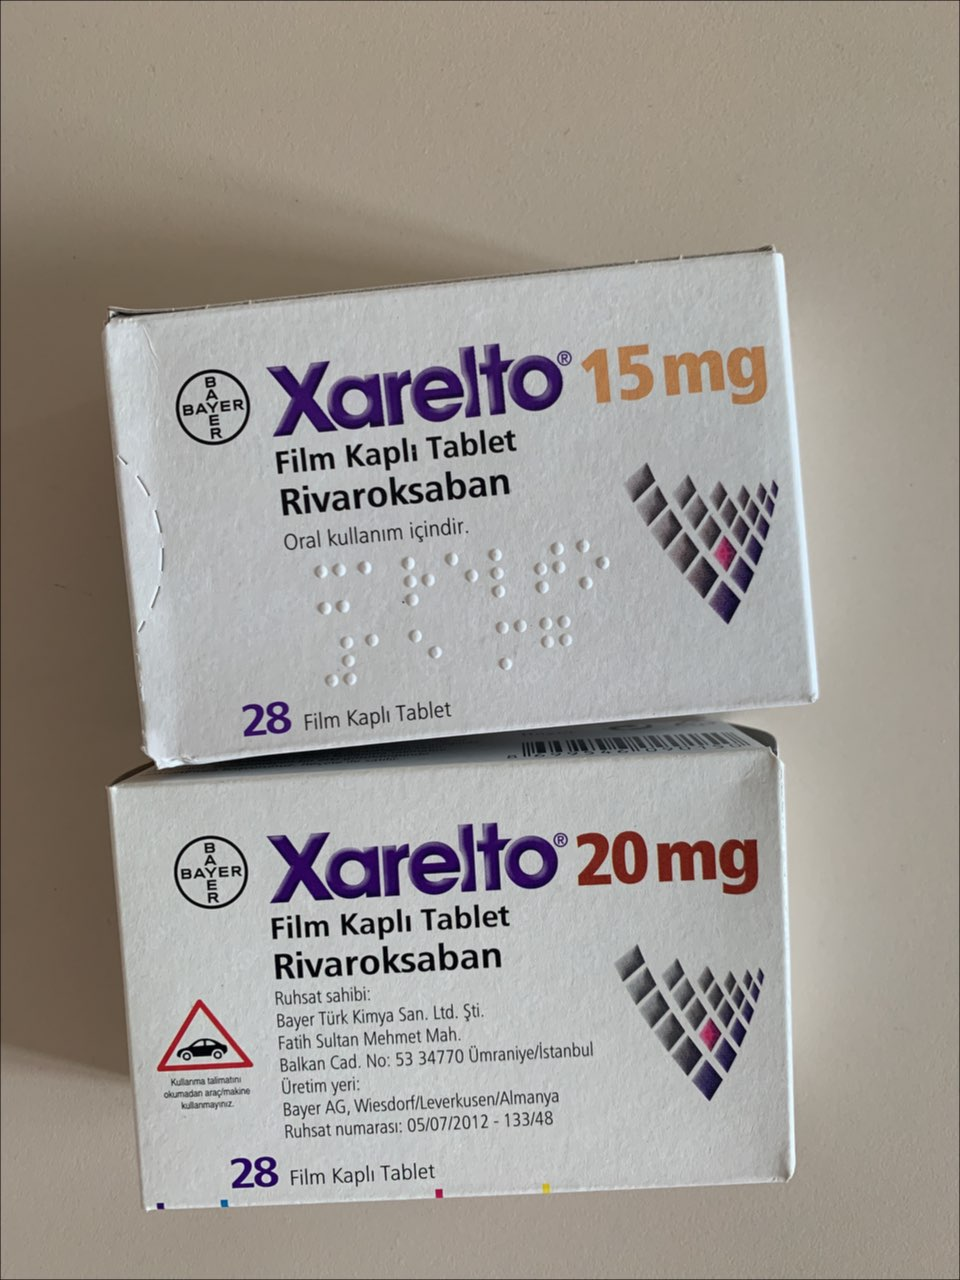 BAYER
BAYER
Xarelto® 15 mg
Film Kaplı Tablet
Rivaroksaban
Oral kullanım içindir.
28 Film Kaplı Tablet
BAYER
BAYER
Xarelto® 20 mg
Film Kaplı Tablet
Rivaroksaban
Ruhsat sahibi:
Bayer Türk Kimya San. Ltd. Şti.
Fatih Sultan Mehmet Mah.
Balkan Cad. No: 53 34770 Ümraniye/İstanbul
Üretim yeri:
Bayer AG, Wiesdorf/Leverkusen/Almanya
Ruhsat numarası: 05/07/2012 - 133/48
Kullanma talimatını
okumadan araç/makine
kullanmayınız.
28 Film Kaplı Tablet